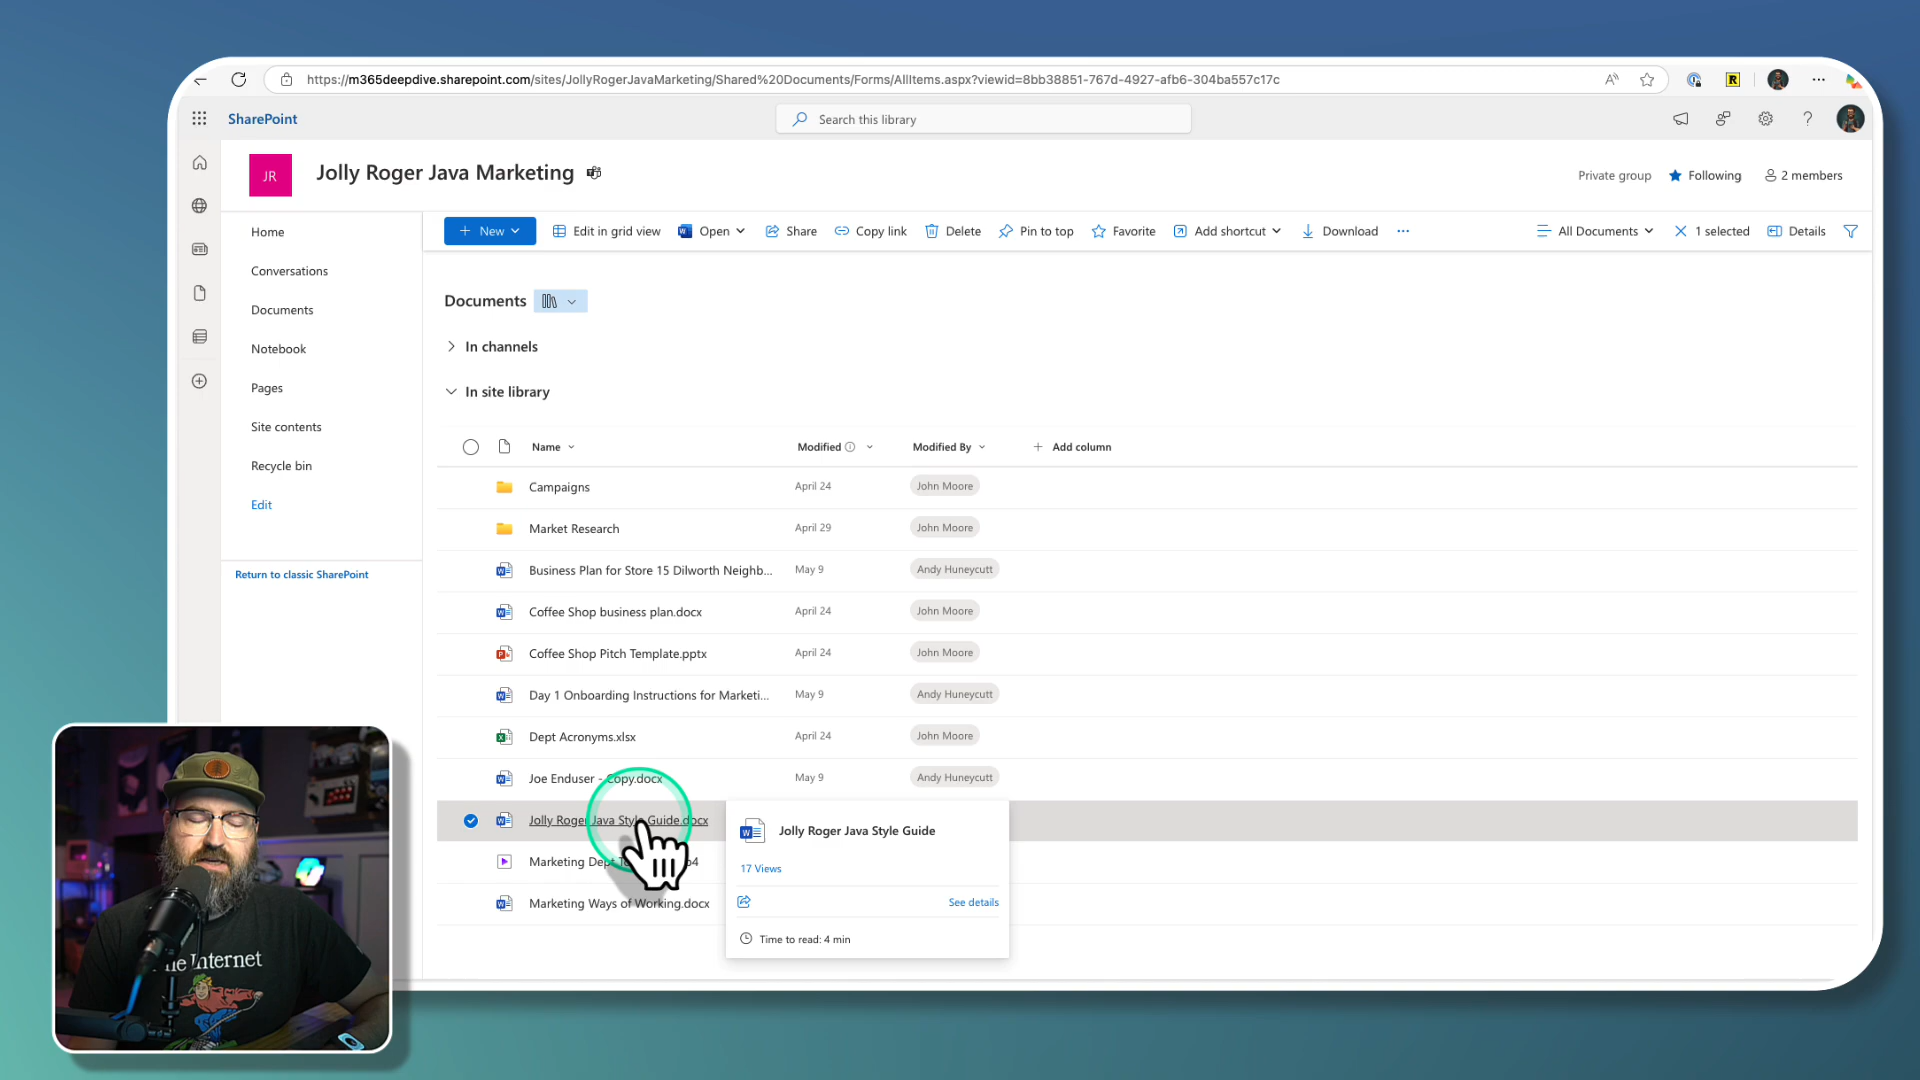 https://m365deepdive.sharepoint.com/sites/JollyRogerJavaMarketing/Shared%20Documents/Forms/AllItems.aspx?viewid=8bb38851-767d-4927-afb6-304ba557c17c
SharePoint
Search this library
JR
Jolly Roger Java Marketing
Private group
Following
2 members
Home
Conversations
Documents
Notebook
Pages
Site contents
Recycle bin
Edit
Return to classic SharePoint
New
Edit in grid view
Open
Share
Copy link
Delete
Pin to top
Favorite
Add shortcut
Download
All Documents
1 selected
Details
Documents
In channels
In site library
Name Modified Modified By Add column
Campaigns April 24 John Moore
Market Research April 29 John Moore
Business Plan for Store 15 Dilworth Neighb... May 9 Andy Huneycutt
Coffee Shop business plan.docx April 24 John Moore
Coffee Shop Pitch Template.pptx April 24 John Moore
Day 1 Onboarding Instructions for Marketi... May 9 Andy Huneycutt
Dept Acronyms.xlsx April 24 John Moore
Joe Enduser - Copy.docx May 9 Andy Huneycutt
Jolly Roger Java Style Guide.docx
Marketing Dept
Marketing Ways of Working.docx
Jolly Roger Java Style Guide
17 Views
See details
Time to read: 4 min
Internet